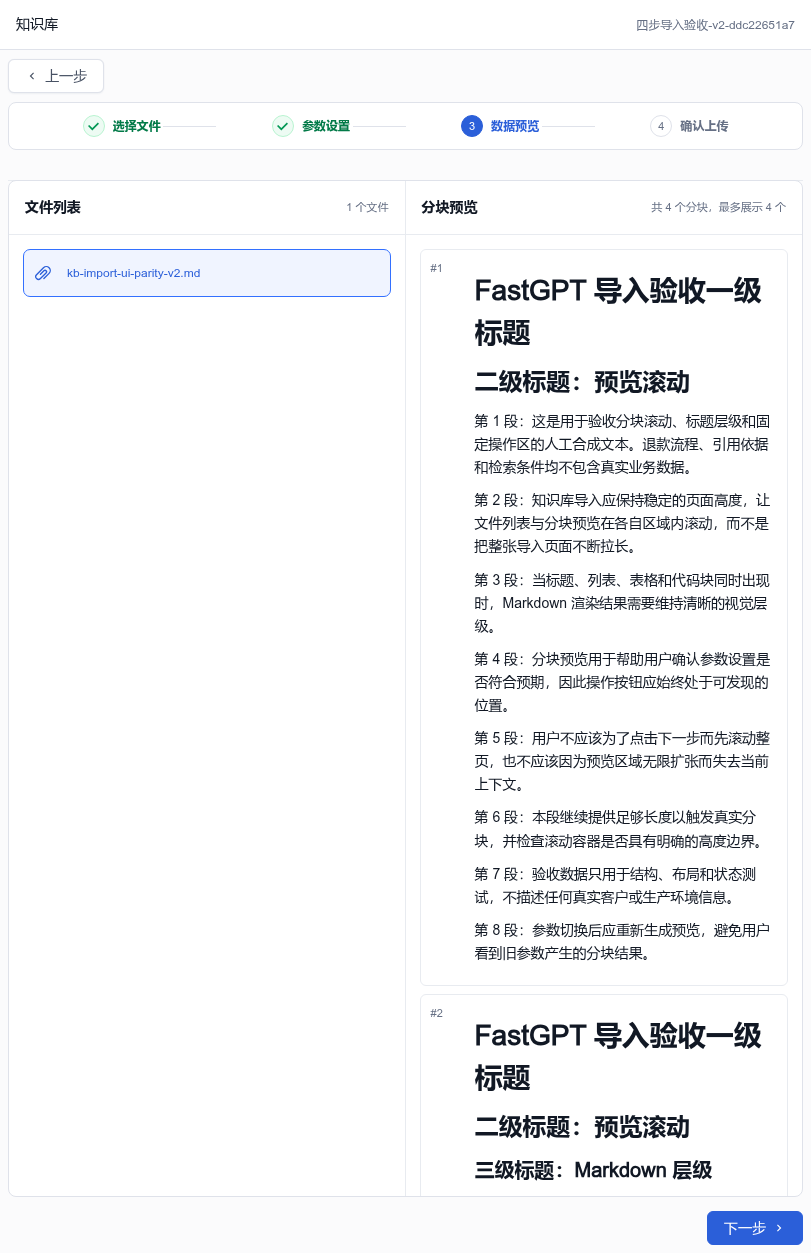 知识库
四步导入验收-v2-ddc22651a7
上一步
选择文件
参数设置
3 数据预览
4 确认上传
文件列表
1 个文件
kb-import-ui-parity-v2.md
分块预览
共 4 个分块，最多展示 4 个
#1
FastGPT 导入验收一级
标题
二级标题：预览滚动
第 1 段：这是用于验收分块滚动、标题层级和固
定操作区的人工合成文本。退款流程、引用依据
和检索条件均不包含真实业务数据。
第 2 段：知识库导入应保持稳定的页面高度，让
文件列表与分块预览在各自区域内滚动，而不是
把整张导入页面不断拉长。
第 3 段：当标题、列表、表格和代码块同时出现
时，Markdown 渲染结果需要维持清晰的视觉层
级。
第 4 段：分块预览用于帮助用户确认参数设置是
否符合预期，因此操作按钮应始终处于可发现的
位置。
第 5 段：用户不应该为了点击下一步而先滚动整
页，也不应该因为预览区域无限扩张而失去当前
上下文。
第 6 段：本段继续提供足够长度以触发真实分
块，并检查滚动容器是否具有明确的高度边界。
第 7 段：验收数据只用于结构、布局和状态测
试，不描述任何真实客户或生产环境信息。
第 8 段：参数切换后应重新生成预览，避免用户
看到旧参数产生的分块结果。
#2
FastGPT 导入验收一级
标题
二级标题：预览滚动
三级标题：Markdown 层级
下一步